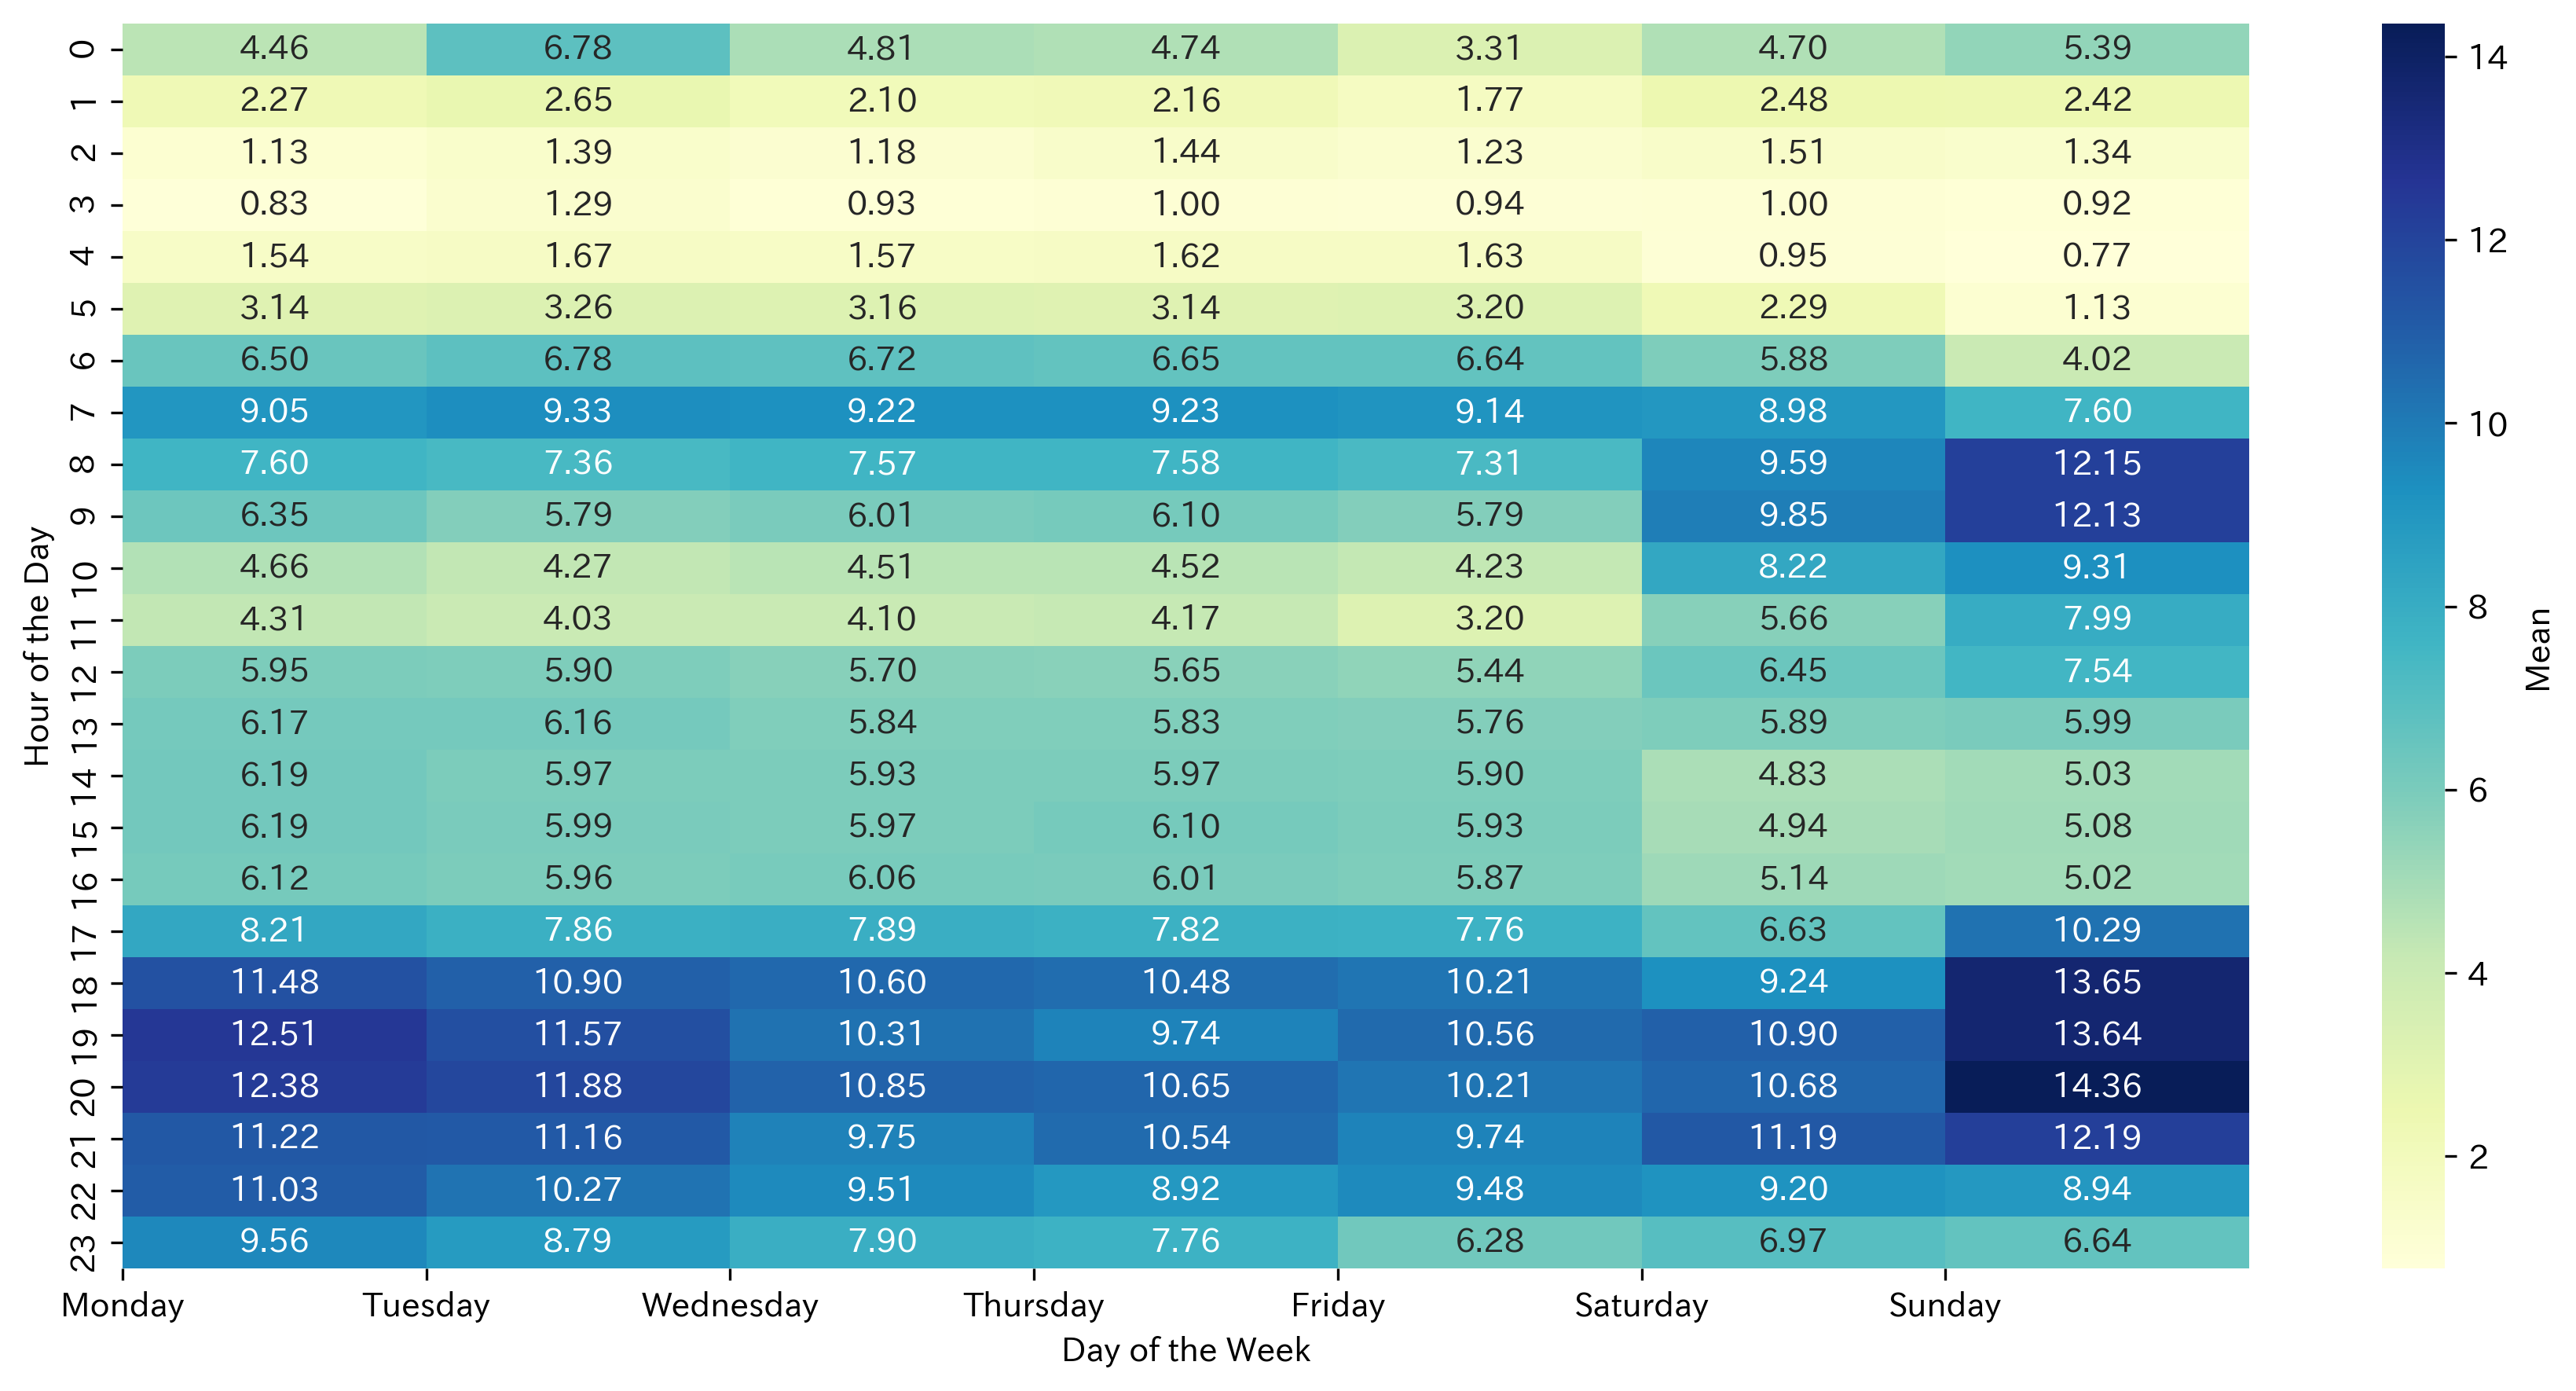 0 4.46 6.78 4.81 4.74 3.31 4.70 5.39
1 2.27 2.65 2.10 2.16 1.77 2.48 2.42
2 1.13 1.39 1.18 1.44 1.23 1.51 1.34
3 0.83 1.29 0.93 1.00 0.94 1.00 0.92
4 1.54 1.67 1.57 1.62 1.63 0.95 0.77
5 3.14 3.26 3.16 3.14 3.20 2.29 1.13
6 6.50 6.78 6.72 6.65 6.64 5.88 4.02
7 9.05 9.33 9.22 9.23 9.14 8.98 7.60
8 7.60 7.36 7.57 7.58 7.31 9.59 12.15
9 6.35 5.79 6.01 6.10 5.79 9.85 12.13
10 4.66 4.27 4.51 4.52 4.23 8.22 9.31
11 4.31 4.03 4.10 4.17 3.20 5.66 7.99
12 5.95 5.90 5.70 5.65 5.44 6.45 7.54
13 6.17 6.16 5.84 5.83 5.76 5.89 5.99
14 6.19 5.97 5.93 5.97 5.90 4.83 5.03
15 6.19 5.99 5.97 6.10 5.93 4.94 5.08
16 6.12 5.96 6.06 6.01 5.87 5.14 5.02
17 8.21 7.86 7.89 7.82 7.76 6.63 10.29
18 11.48 10.90 10.60 10.48 10.21 9.24 13.65
19 12.51 11.57 10.31 9.74 10.56 10.90 13.64
20 12.38 11.88 10.85 10.65 10.21 10.68 14.36
21 11.22 11.16 9.75 10.54 9.74 11.19 12.19
22 11.03 10.27 9.51 8.92 9.48 9.20 8.94
23 9.56 8.79 7.90 7.76 6.28 6.97 6.64
Monday Tuesday Wednesday Thursday Friday Saturday Sunday
Day of the Week
Hour of the Day
14
12
10
8
6
4
2
Mean